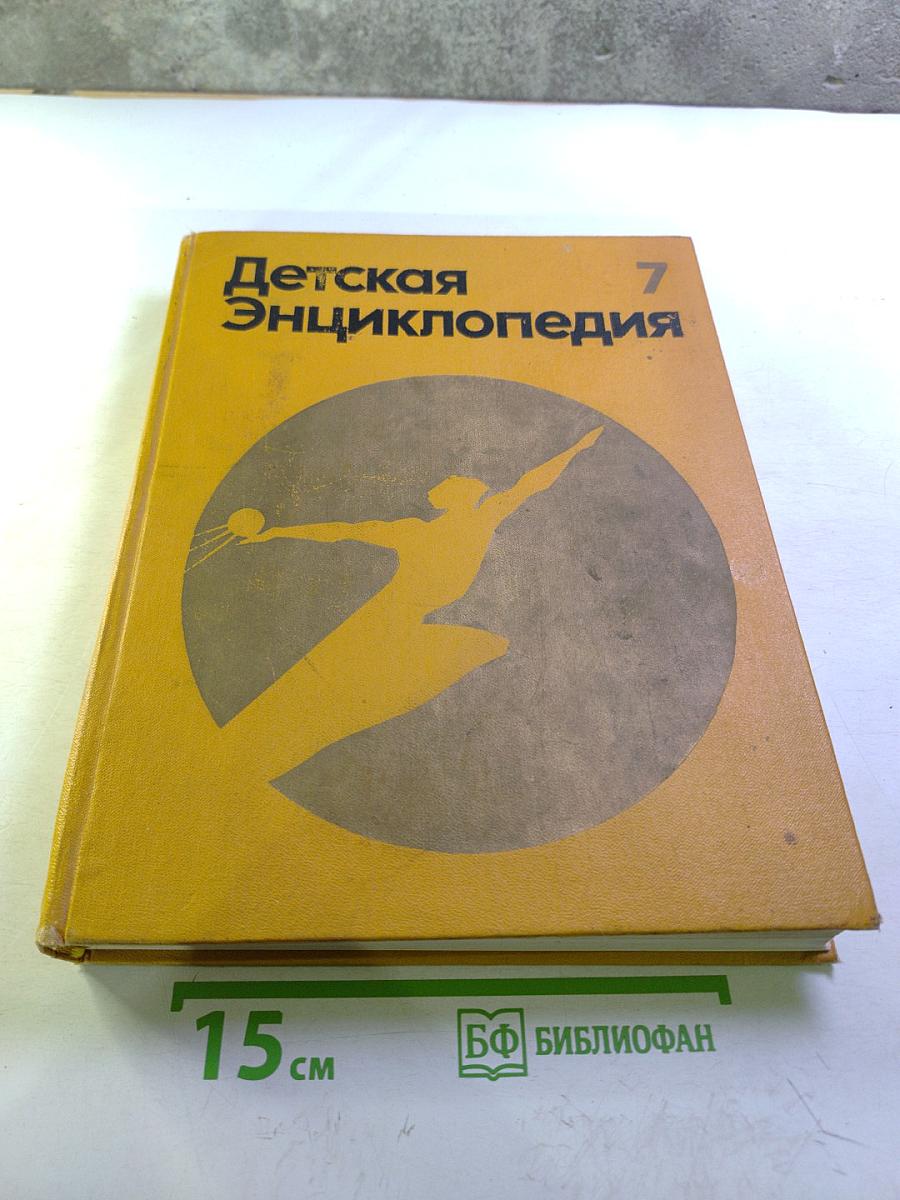 Детская 7
Энциклопедия
15 см
БФ БИБЛИОФАН